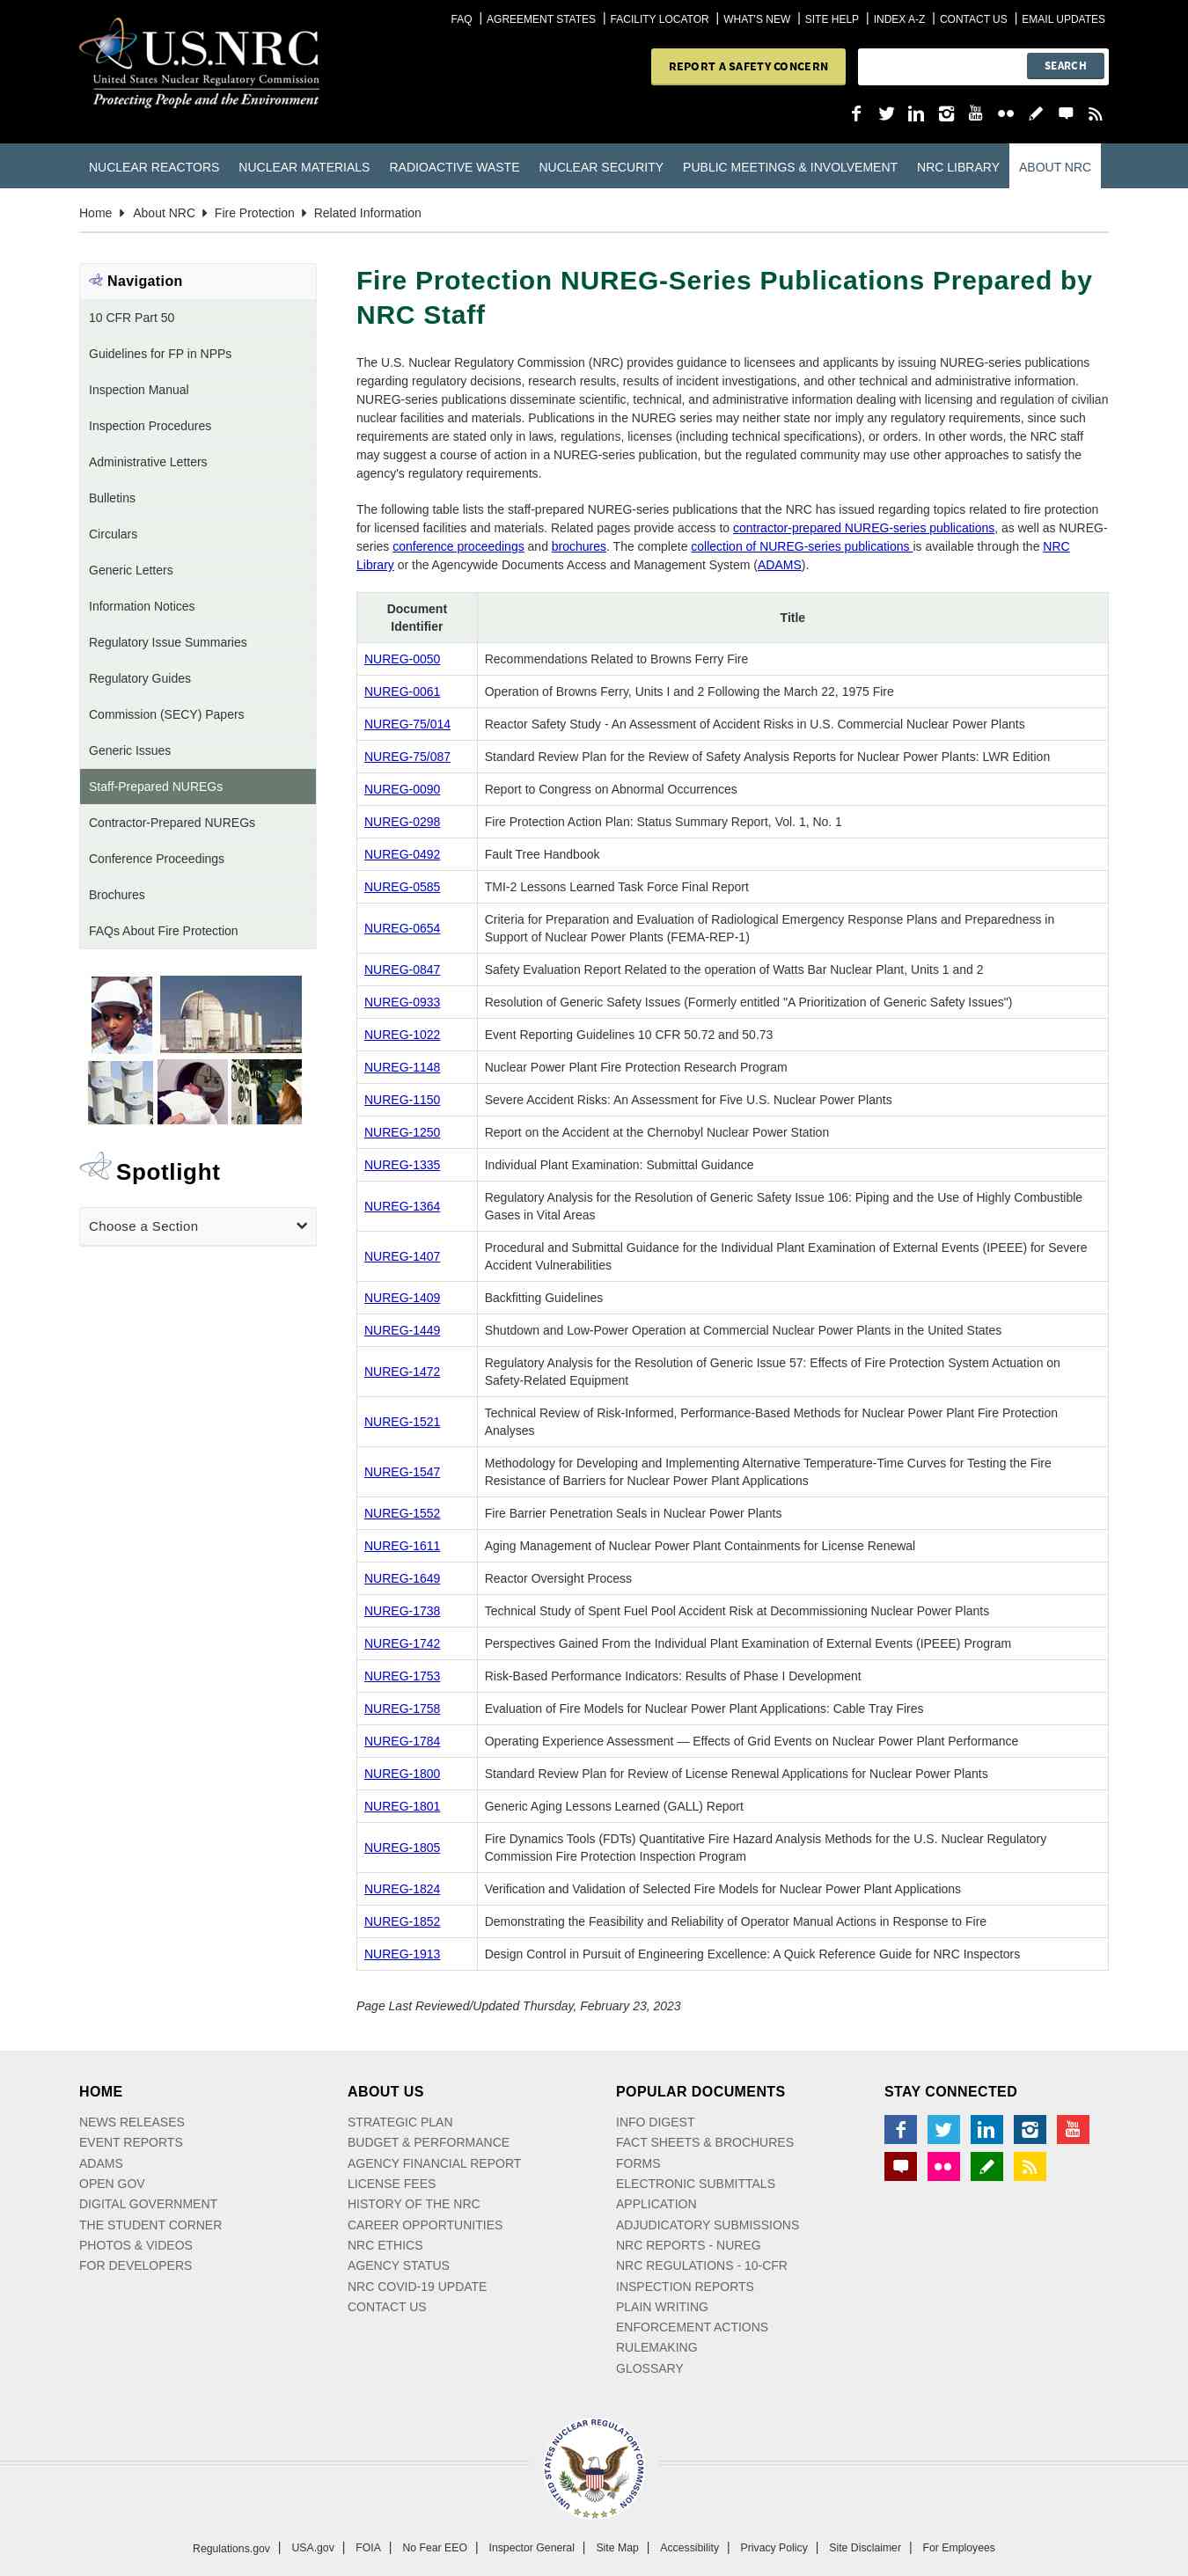 U.S.NRC
United States Nuclear Regulatory Commission
Protecting People and the Environment
FAQ | AGREEMENT STATES | FACILITY LOCATOR | WHAT'S NEW | SITE HELP | INDEX A-Z | CONTACT US | EMAIL UPDATES
REPORT A SAFETY CONCERN
SEARCH
NUCLEAR REACTORS NUCLEAR MATERIALS RADIOACTIVE WASTE NUCLEAR SECURITY PUBLIC MEETINGS & INVOLVEMENT NRC LIBRARY ABOUT NRC
Home About NRC Fire Protection Related Information
Navigation
10 CFR Part 50
Guidelines for FP in NPPs
Inspection Manual
Inspection Procedures
Administrative Letters
Bulletins
Circulars
Generic Letters
Information Notices
Regulatory Issue Summaries
Regulatory Guides
Commission (SECY) Papers
Generic Issues
Staff-Prepared NUREGs
Contractor-Prepared NUREGs
Conference Proceedings
Brochures
FAQs About Fire Protection
Spotlight
Choose a Section
Fire Protection NUREG-Series Publications Prepared by
NRC Staff
The U.S. Nuclear Regulatory Commission (NRC) provides guidance to licensees and applicants by issuing NUREG-series publications
regarding regulatory decisions, research results, results of incident investigations, and other technical and administrative information.
NUREG-series publications disseminate scientific, technical, and administrative information dealing with licensing and regulation of civilian
nuclear facilities and materials. Publications in the NUREG series may neither state nor imply any regulatory requirements, since such
requirements are stated only in laws, regulations, licenses (including technical specifications), or orders. In other words, the NRC staff
may suggest a course of action in a NUREG-series publication, but the regulated community may use other approaches to satisfy the
agency's regulatory requirements.
The following table lists the staff-prepared NUREG-series publications that the NRC has issued regarding topics related to fire protection
for licensed facilities and materials. Related pages provide access to contractor-prepared NUREG-series publications, as well as NUREG-
series conference proceedings and brochures. The complete collection of NUREG-series publications is available through the NRC
Library or the Agencywide Documents Access and Management System (ADAMS).
Document
Identifier
Title
NUREG-0050 Recommendations Related to Browns Ferry Fire
NUREG-0061 Operation of Browns Ferry, Units I and 2 Following the March 22, 1975 Fire
NUREG-75/014 Reactor Safety Study - An Assessment of Accident Risks in U.S. Commercial Nuclear Power Plants
NUREG-75/087 Standard Review Plan for the Review of Safety Analysis Reports for Nuclear Power Plants: LWR Edition
NUREG-0090 Report to Congress on Abnormal Occurrences
NUREG-0298 Fire Protection Action Plan: Status Summary Report, Vol. 1, No. 1
NUREG-0492 Fault Tree Handbook
NUREG-0585 TMI-2 Lessons Learned Task Force Final Report
NUREG-0654 Criteria for Preparation and Evaluation of Radiological Emergency Response Plans and Preparedness in
Support of Nuclear Power Plants (FEMA-REP-1)
NUREG-0847 Safety Evaluation Report Related to the operation of Watts Bar Nuclear Plant, Units 1 and 2
NUREG-0933 Resolution of Generic Safety Issues (Formerly entitled "A Prioritization of Generic Safety Issues")
NUREG-1022 Event Reporting Guidelines 10 CFR 50.72 and 50.73
NUREG-1148 Nuclear Power Plant Fire Protection Research Program
NUREG-1150 Severe Accident Risks: An Assessment for Five U.S. Nuclear Power Plants
NUREG-1250 Report on the Accident at the Chernobyl Nuclear Power Station
NUREG-1335 Individual Plant Examination: Submittal Guidance
NUREG-1364 Regulatory Analysis for the Resolution of Generic Safety Issue 106: Piping and the Use of Highly Combustible
Gases in Vital Areas
NUREG-1407 Procedural and Submittal Guidance for the Individual Plant Examination of External Events (IPEEE) for Severe
Accident Vulnerabilities
NUREG-1409 Backfitting Guidelines
NUREG-1449 Shutdown and Low-Power Operation at Commercial Nuclear Power Plants in the United States
NUREG-1472 Regulatory Analysis for the Resolution of Generic Issue 57: Effects of Fire Protection System Actuation on
Safety-Related Equipment
NUREG-1521 Technical Review of Risk-Informed, Performance-Based Methods for Nuclear Power Plant Fire Protection
Analyses
NUREG-1547 Methodology for Developing and Implementing Alternative Temperature-Time Curves for Testing the Fire
Resistance of Barriers for Nuclear Power Plant Applications
NUREG-1552 Fire Barrier Penetration Seals in Nuclear Power Plants
NUREG-1611 Aging Management of Nuclear Power Plant Containments for License Renewal
NUREG-1649 Reactor Oversight Process
NUREG-1738 Technical Study of Spent Fuel Pool Accident Risk at Decommissioning Nuclear Power Plants
NUREG-1742 Perspectives Gained From the Individual Plant Examination of External Events (IPEEE) Program
NUREG-1753 Risk-Based Performance Indicators: Results of Phase I Development
NUREG-1758 Evaluation of Fire Models for Nuclear Power Plant Applications: Cable Tray Fires
NUREG-1784 Operating Experience Assessment — Effects of Grid Events on Nuclear Power Plant Performance
NUREG-1800 Standard Review Plan for Review of License Renewal Applications for Nuclear Power Plants
NUREG-1801 Generic Aging Lessons Learned (GALL) Report
NUREG-1805 Fire Dynamics Tools (FDTs) Quantitative Fire Hazard Analysis Methods for the U.S. Nuclear Regulatory
Commission Fire Protection Inspection Program
NUREG-1824 Verification and Validation of Selected Fire Models for Nuclear Power Plant Applications
NUREG-1852 Demonstrating the Feasibility and Reliability of Operator Manual Actions in Response to Fire
NUREG-1913 Design Control in Pursuit of Engineering Excellence: A Quick Reference Guide for NRC Inspectors
Page Last Reviewed/Updated Thursday, February 23, 2023
HOME
NEWS RELEASES
EVENT REPORTS
ADAMS
OPEN GOV
DIGITAL GOVERNMENT
THE STUDENT CORNER
PHOTOS & VIDEOS
FOR DEVELOPERS
ABOUT US
STRATEGIC PLAN
BUDGET & PERFORMANCE
AGENCY FINANCIAL REPORT
LICENSE FEES
HISTORY OF THE NRC
CAREER OPPORTUNITIES
NRC ETHICS
AGENCY STATUS
NRC COVID-19 UPDATE
CONTACT US
POPULAR DOCUMENTS
INFO DIGEST
FACT SHEETS & BROCHURES
FORMS
ELECTRONIC SUBMITTALS
APPLICATION
ADJUDICATORY SUBMISSIONS
NRC REPORTS - NUREG
NRC REGULATIONS - 10-CFR
INSPECTION REPORTS
PLAIN WRITING
ENFORCEMENT ACTIONS
RULEMAKING
GLOSSARY
STAY CONNECTED
You Tube
UNITED STATES NUCLEAR REGULATORY COMMISSION
Regulations.gov | USA.gov | FOIA | No Fear EEO | Inspector General | Site Map | Accessibility | Privacy Policy | Site Disclaimer | For Employees